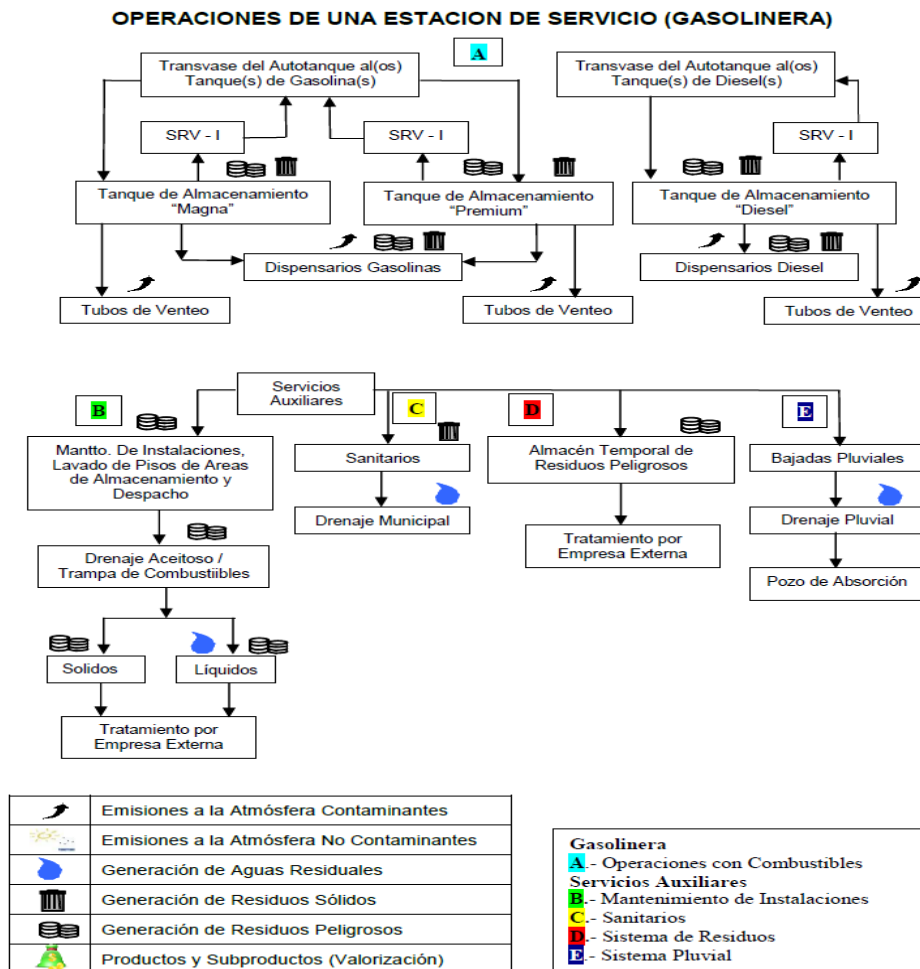 OPERACIONES DE UNA ESTACION DE SERVICIO (GASOLINERA)
A
Transvase del Autotanque al(os)
Tanque(s) de Gasolina(s)
Transvase del Autotanque al(os)
Tanque(s) de Diesel(s)
SRV - I
SRV - I
SRV - I
Tanque de Almacenamiento
“Magna”
Tanque de Almacenamiento
“Premium”
Tanque de Almacenamiento
“Diesel”
Dispensarios Gasolinas
Dispensarios Diesel
Tubos de Venteo
Tubos de Venteo
Tubos de Venteo
Servicios
Auxiliares
B
C
D
E
Mantto. De Instalaciones,
Lavado de Pisos de Areas
de Almacenamiento y
Despacho
Sanitarios
Almacén Temporal de
Residuos Peligrosos
Bajadas Pluviales
Drenaje Municipal
Drenaje Pluvial
Drenaje Aceitoso /
Trampa de Combustiibles
Tratamiento por
Empresa Externa
Pozo de Absorción
Solidos
Líquidos
Tratamiento por
Empresa Externa
Emisiones a la Atmósfera Contaminantes
Emisiones a la Atmósfera No Contaminantes
Generación de Aguas Residuales
Generación de Residuos Sólidos
Generación de Residuos Peligrosos
Productos y Subproductos (Valorización)
Gasolinera
A.- Operaciones con Combustibles
Servicios Auxiliares
B.- Mantenimiento de Instalaciones
C.- Sanitarios
D.- Sistema de Residuos
E.- Sistema Pluvial